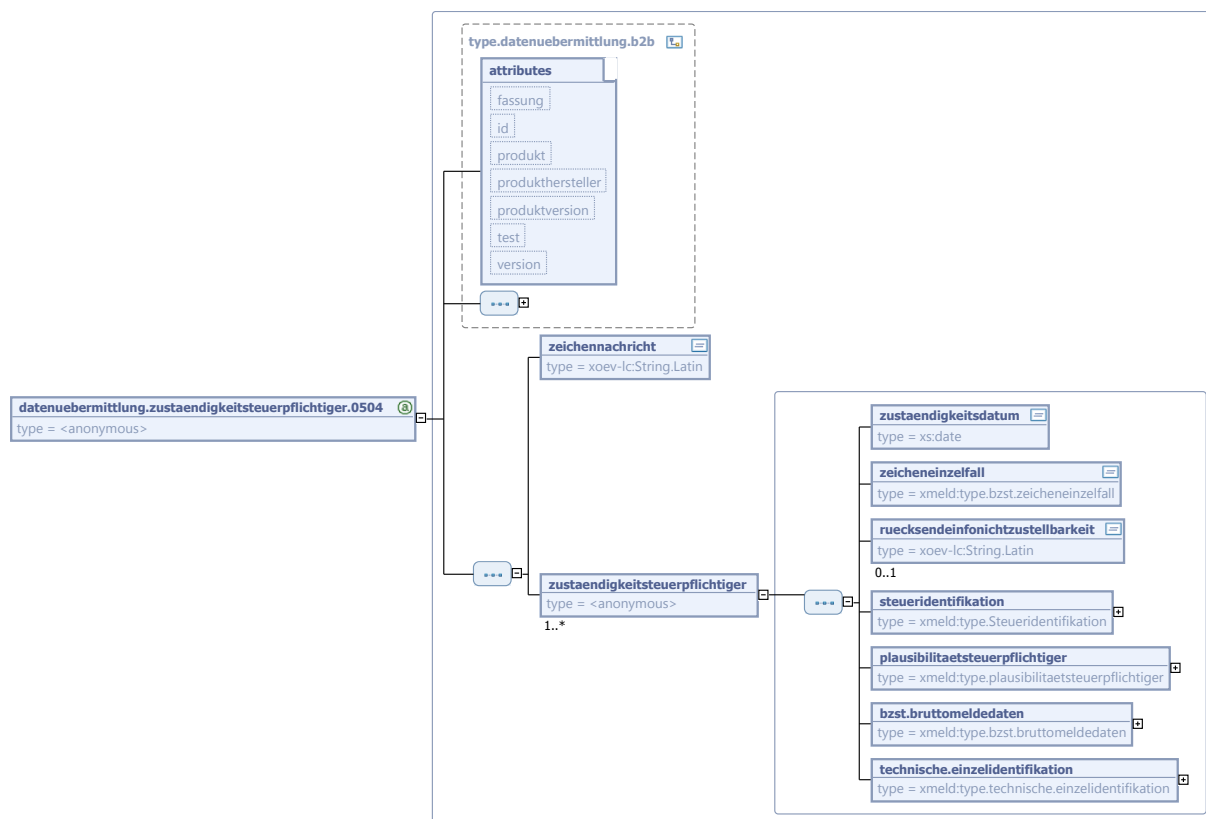 type.datenuebermittlung.b2b
attributes
fassung
id
produkt
produkthersteller
produktversion
test
version
zeichennachricht
type = xoev-lc:String.Latin
datenuebermittlung.zustaendigkeitsteuerpflichtiger.0504
type = <anonymous>
zustaendigkeitsteuerpflichtiger
type = <anonymous>
1..*
zustaendigkeitsdatum
type = xs:date
zeicheneinzelfall
type = xmeld:type.bzst.zeicheneinzelfall
ruecksendeinfonichtzustellbarkeit
type = xoev-lc:String.Latin
0..1
steueridentifikation
type = xmeld:type.Steueridentifikation
plausibilitaetsteuerpflichtiger
type = xmeld:type.plausibilitaetsteuerpflichtiger
bzst.bruttomeldedaten
type = xmeld:type.bzst.bruttomeldedaten
technische.einzelidentifikation
type = xmeld:type.technische.einzelidentifikation